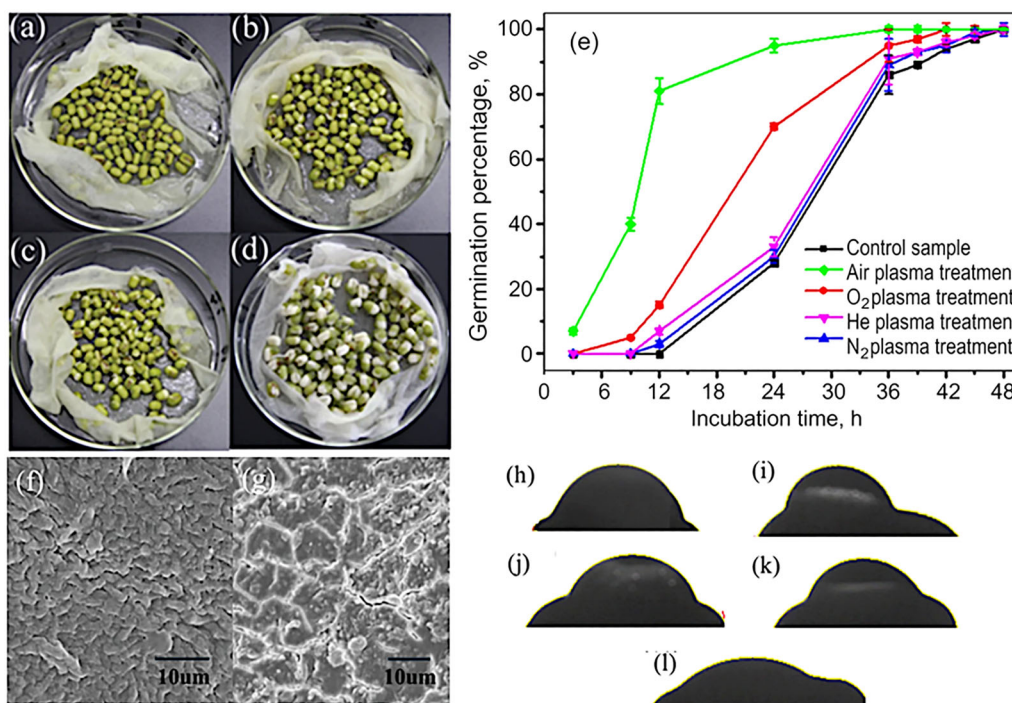 (a)
(b)
(c)
(d)
(e)
Germination percentage, %
100
80
60
40
20
0
Control sample
Air plasma treatmen
O₂plasma treatment
He plasma treatmen
N₂plasma treatment
0 6 12 18 24 30 36 42 48
Incubation time, h
(f)
10um
(g)
10um
(h)
(i)
(j)
(k)
(l)